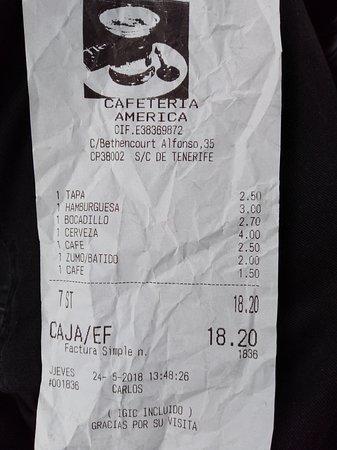 CAFETERIA
AMERICA
CIF.E38369872
C/Bethencourt Alfonso,35
CP38002 S/C DE TENERIFE
1 TAPA 2.50
1 HAMBURGUESA 3.00
1 BOCADILLO 2.70
1 CERVEZA 4.00
1 CAFE 2.50
1 ZUMO/BATIDO 2.00
1 CAFE 1.50
7 ST 18.20
CAJA/EF 18.20
Factura Simple n. 1836
JUEVES 24- 5-2018 13:48:26
#001836 CARLOS
( IGIC INCLUIDO )
GRACIAS POR SU VISITA